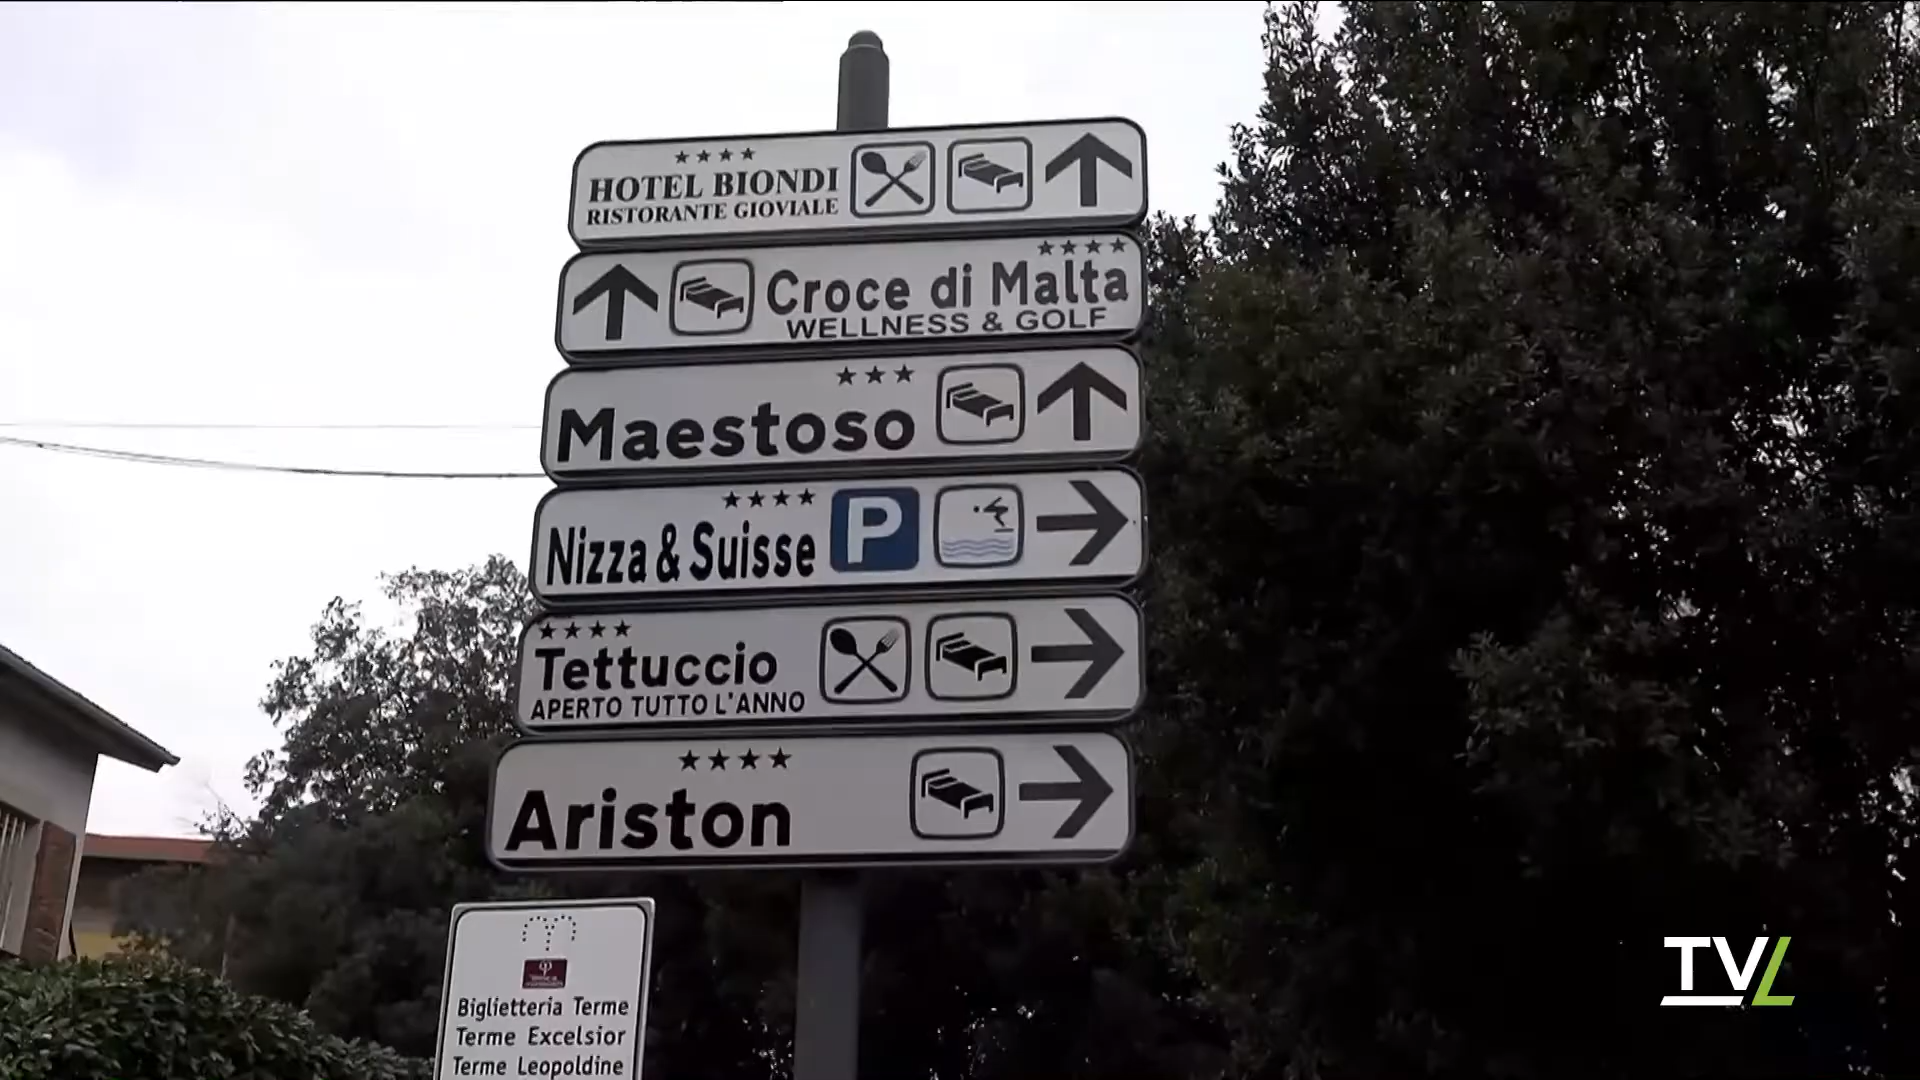 HOTEL BIONDI
RISTORANTE GIOVIALE
Croce di Malta
WELLNESS & GOLF
Maestoso
Nizza & Suisse P
Tettuccio
APERTO TUTTO L'ANNO
Ariston
Biglietteria Terme
Terme Excelsior
Terme Leopoldine
TVL